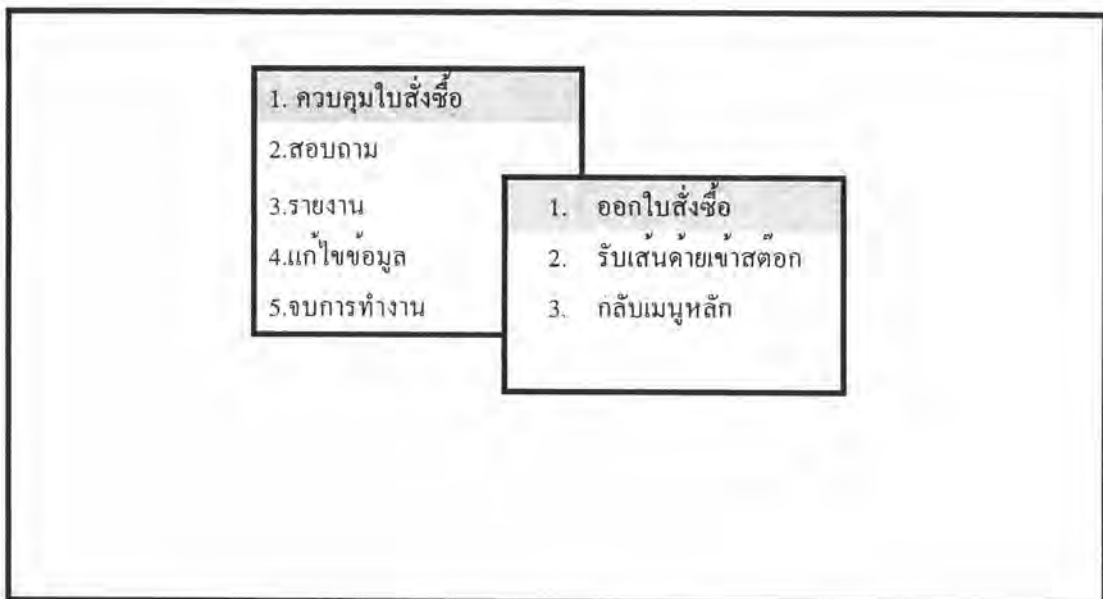 1. ควบคุมใบสั่งซื้อ
2.สอบถาม
3.รายงาน
4.แก้ไขข้อมูล
5.จบการทำงาน
1. ออกใบสั่งซื้อ
2. รับเส้นด้ายเข้าสต๊อก
3. กลับเมนูหลัก